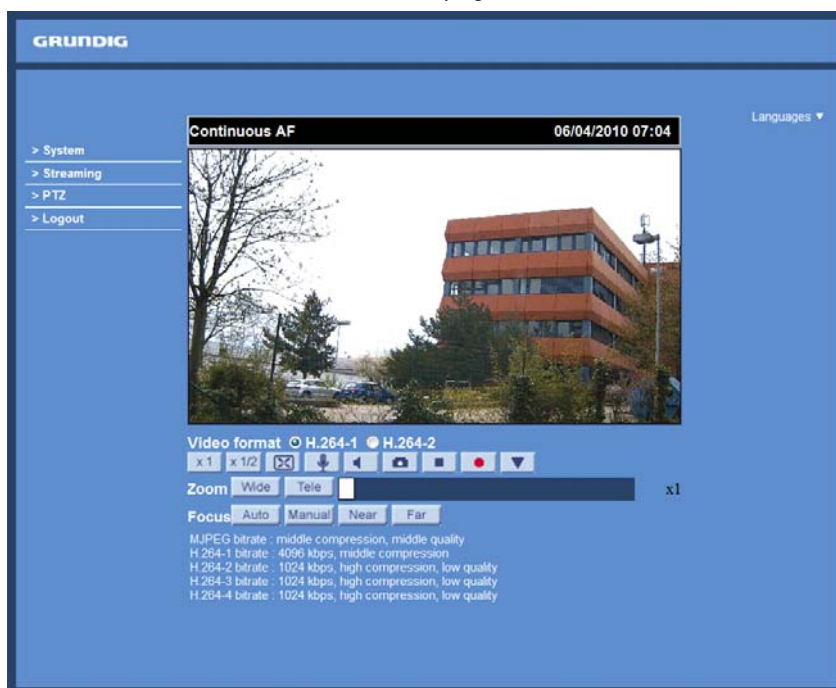 GRUNDIG
Languages ▼
Continuous AF 06/04/2010 07:04
> System
> Streaming
> PTZ
> Logout
Video format H.264-1 H.264-2
x 1 x 1/2
Zoom Wide Tele x1
Focus Auto Manual Near Far
MJPEG bitrate : middle compression, middle quality
H.264-1 bitrate : 4096 kbps, middle compression
H.264-2 bitrate : 1024 kbps, high compression, low quality
H.264-3 bitrate : 1024 kbps, high compression, low quality
H.264-4 bitrate : 1024 kbps, high compression, low quality